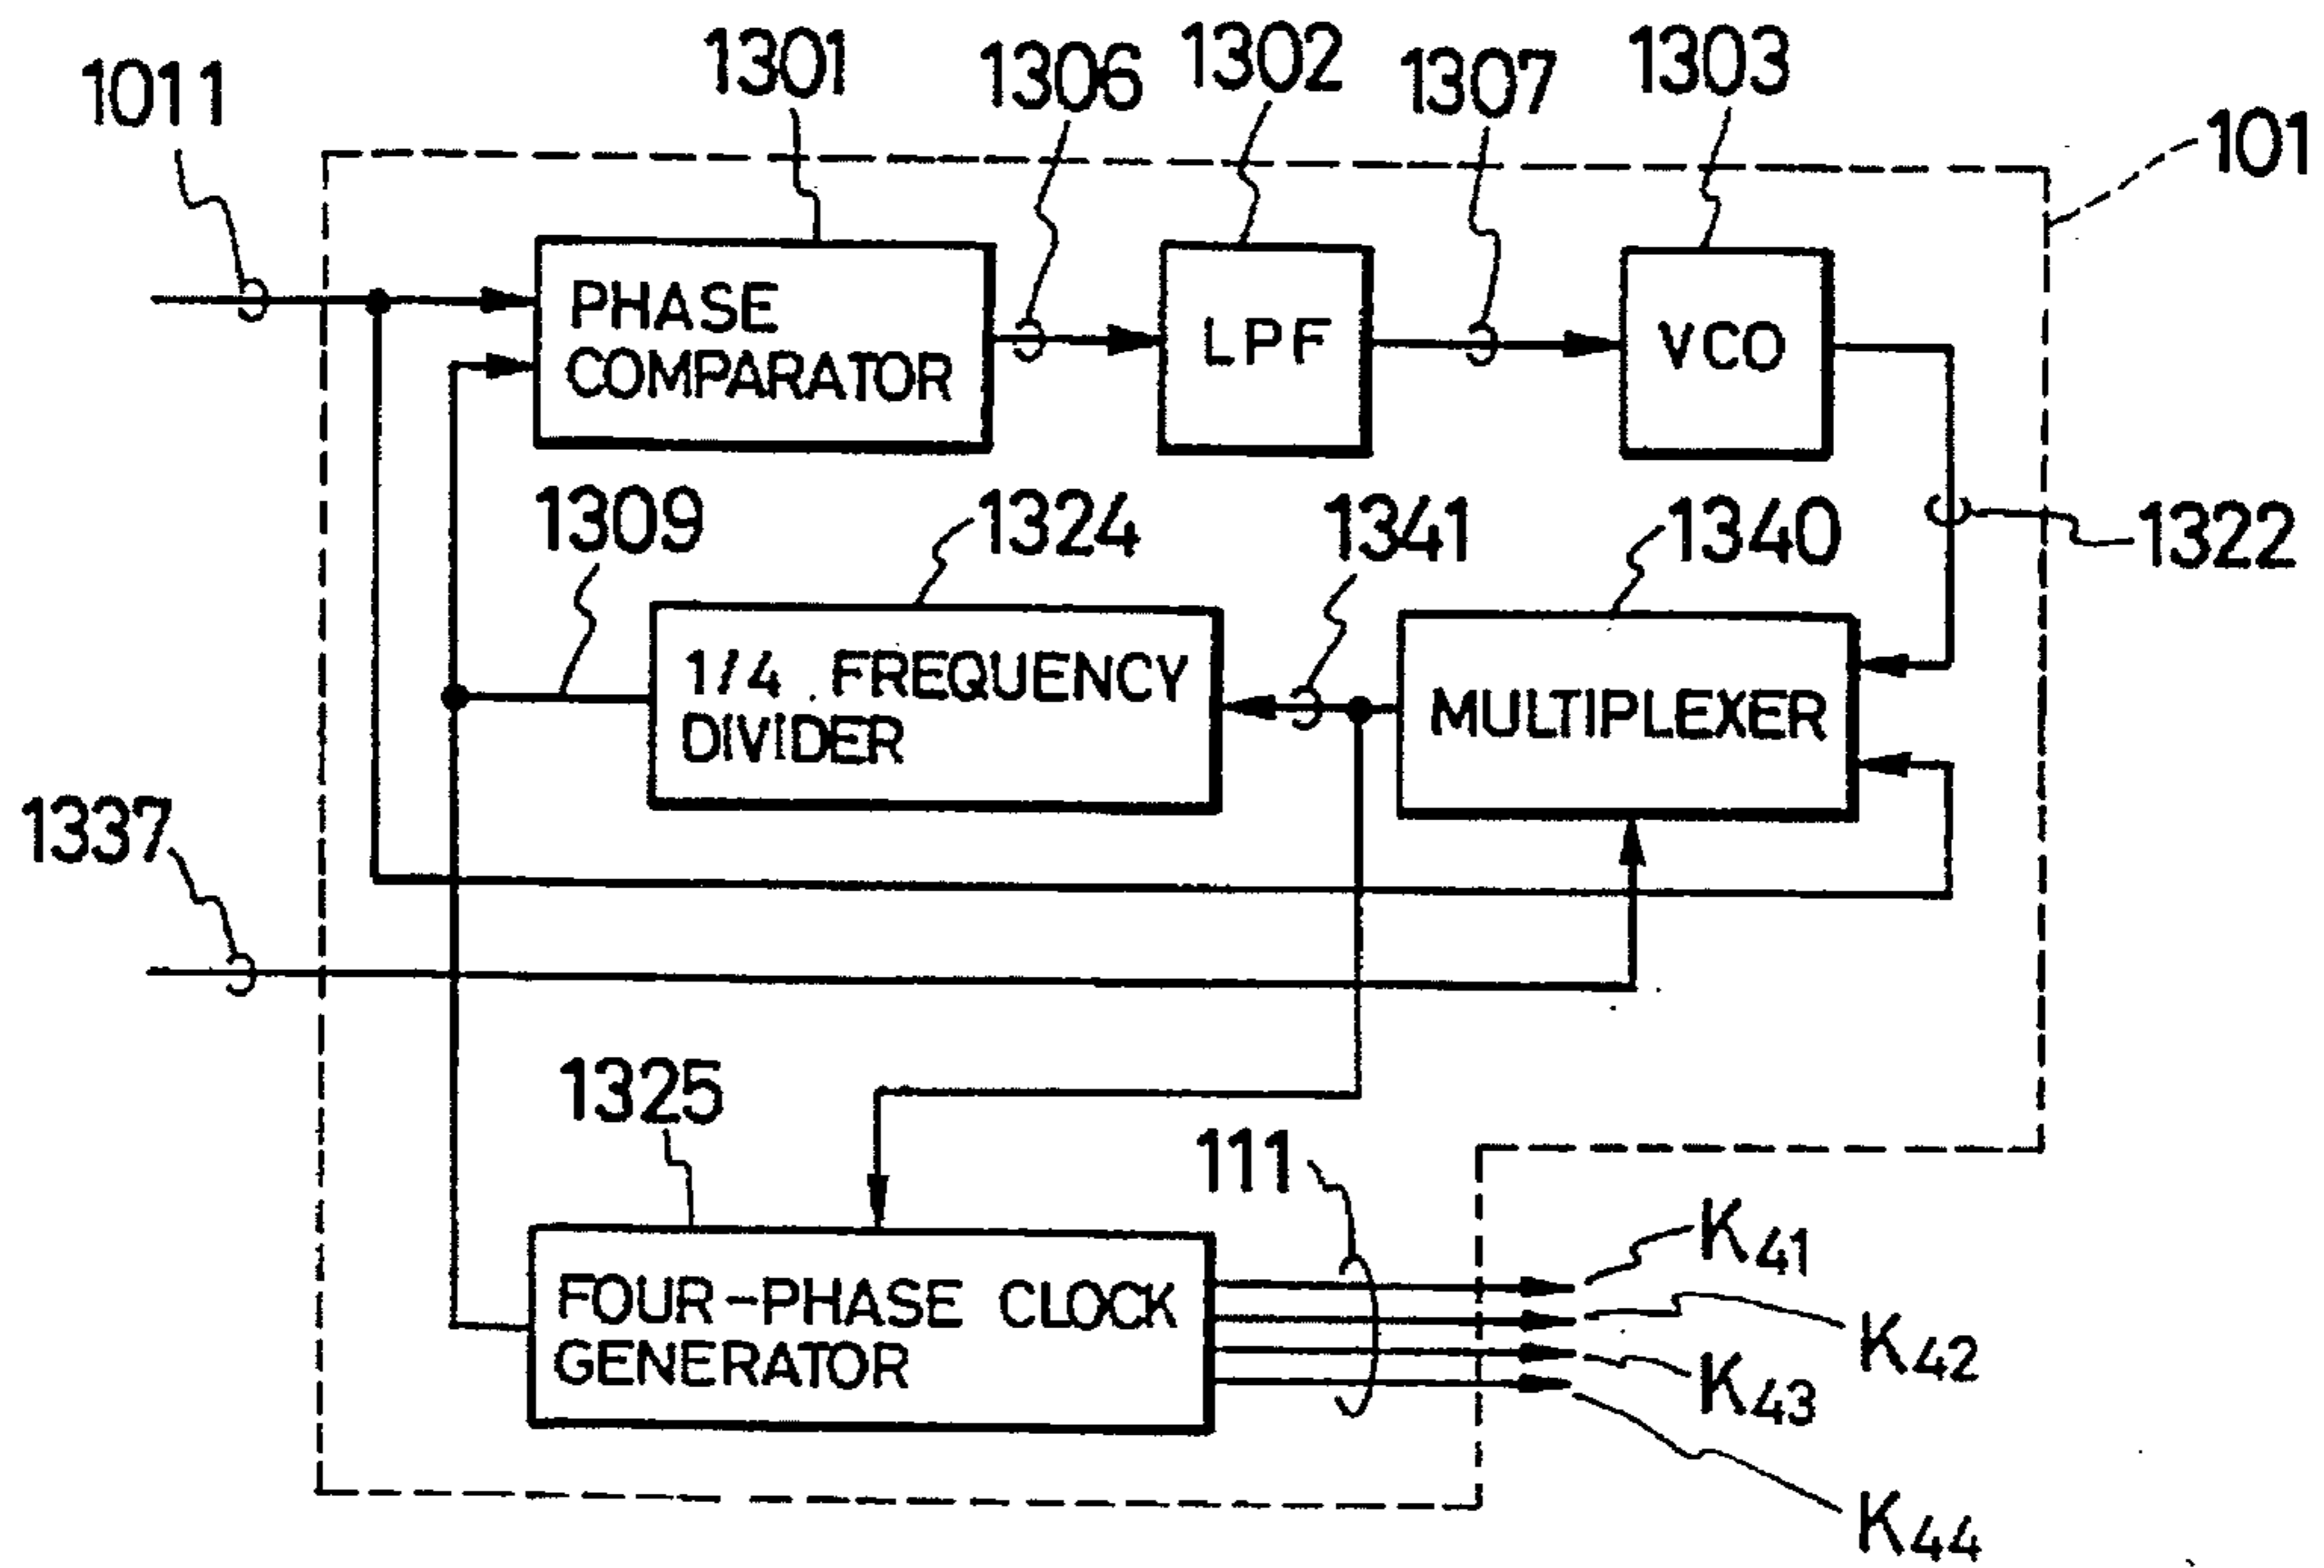 1011
1301
1306
1302
1307
1303
101
PHASE
COMPARATOR
LPF
VCO
1309
1324
1341
1340
1322
1/4 FREQUENCY
DIVIDER
MULTIPLEXER
1337
1325
111
FOUR-PHASE CLOCK
GENERATOR
K41
K42
K43
K44